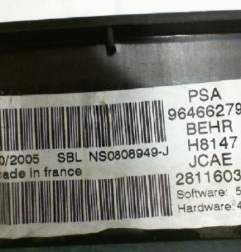 PSA
96466279
BEHR
H8147
0/2005 SBL NS0808949-J
JCAE
ade in france
2811603
Software: 5
Hardware: 4